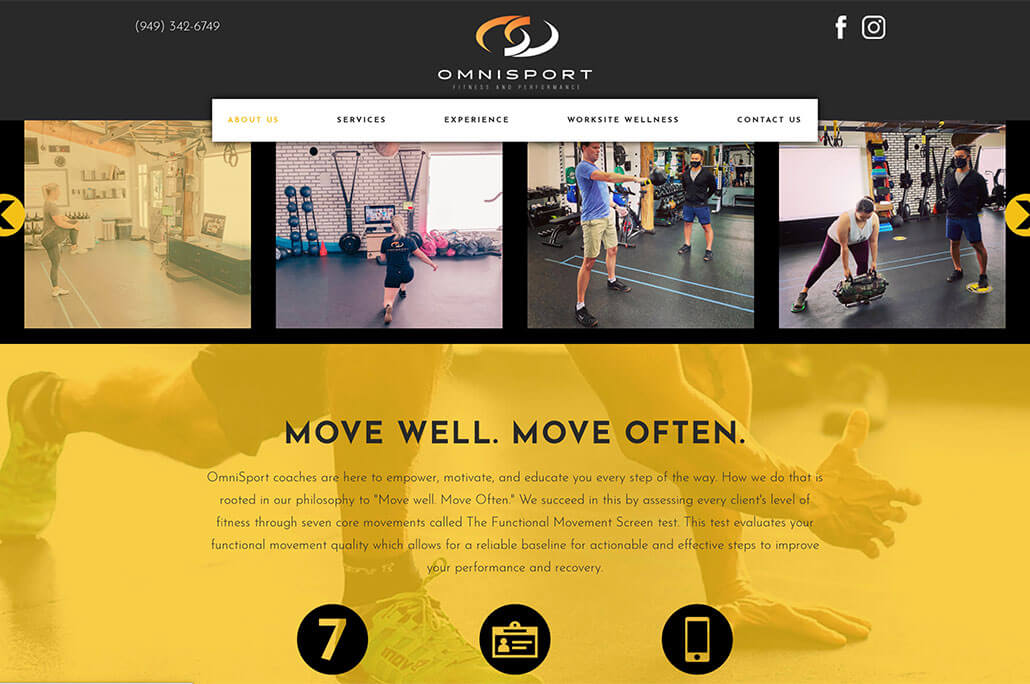 (949) 342-6749
OMNISPORT
FITNESS AND PERFORMANCE
ABOUT US SERVICES EXPERIENCE WORKSITE WELLNESS CONTACT US
OMNISPORT
MOVE WELL. MOVE OFTEN.
OmniSport coaches are here to empower, motivate, and educate you every step of the way. How we do that is
rooted in our philosophy to "Move well. Move Often." We succeed in this by assessing every client's level of
fitness through seven core movements called The Functional Movement Screen test. This test evaluates your
functional movement quality which allows for a reliable baseline for actionable and effective steps to improve
your performance and recovery.
7